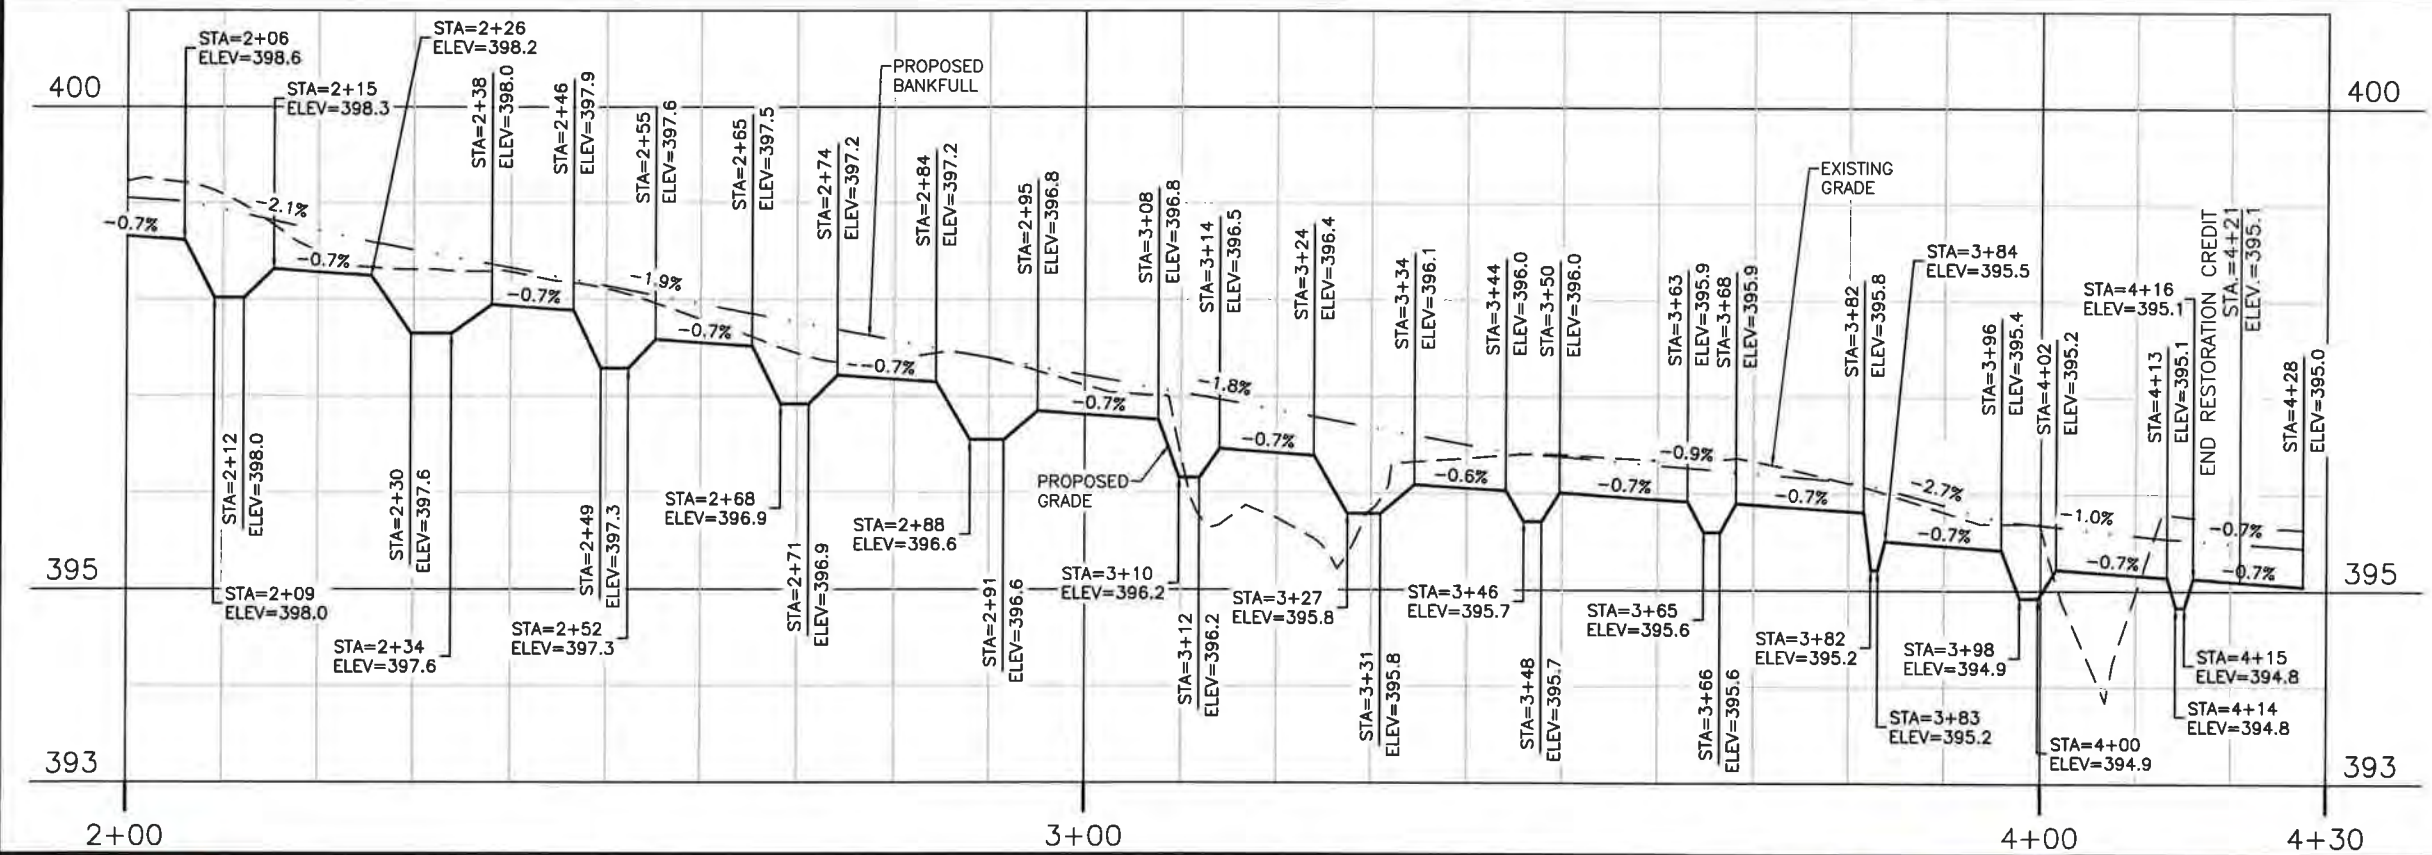 STA=2+06
ELEV=398.6
STA=2+15
ELEV=398.3
STA=2+26
ELEV=398.2
STA=2+38
ELEV=398.0
STA=2+46
ELEV=397.9
STA=2+55
ELEV=397.6
STA=2+65
ELEV=397.5
STA=2+74
ELEV=397.2
PROPOSED
BANKFULL
STA=2+84
ELEV=397.2
STA=2+95
ELEV=396.8
STA=3+08
ELEV=396.8
STA=3+14
ELEV=396.5
STA=3+24
ELEV=396.4
STA=3+34
ELEV=396.1
STA=3+44
ELEV=396.0
STA=3+50
ELEV=396.0
STA=3+63
ELEV=395.9
STA=3+68
ELEV=395.9
EXISTING
GRADE
STA=3+82
ELEV=395.8
STA=3+84
ELEV=395.5
STA=3+96
ELEV=395.4
STA=4+02
ELEV=395.2
STA=4+13
ELEV=395.1
STA=4+16
ELEV=395.1
END RESTORATION CREDIT
STA.=4+21
ELEV.=395.1
STA=4+28
ELEV=395.0
400
400
-0.7%
-2.1%
-0.7%
-0.7%
-1.9%
-0.7%
-0.7%
-0.7%
-1.8%
-0.7%
-0.6%
-0.7%
-0.9%
-0.7%
-2.7%
-0.7%
-1.0%
-0.7%
-0.7%
-0.7%
PROPOSED
GRADE
395
395
STA=2+09
ELEV=398.0
STA=2+12
ELEV=398.0
STA=2+30
ELEV=397.6
STA=2+34
ELEV=397.6
STA=2+49
ELEV=397.3
STA=2+52
ELEV=397.3
STA=2+68
ELEV=396.9
STA=2+71
ELEV=396.9
STA=2+88
ELEV=396.6
STA=2+91
ELEV=396.6
STA=3+10
ELEV=396.2
STA=3+12
ELEV=396.2
STA=3+27
ELEV=395.8
STA=3+31
ELEV=395.8
STA=3+46
ELEV=395.7
STA=3+48
ELEV=395.7
STA=3+65
ELEV=395.6
STA=3+66
ELEV=395.6
STA=3+82
ELEV=395.2
STA=3+83
ELEV=395.2
STA=3+98
ELEV=394.9
STA=4+00
ELEV=394.9
STA=4+15
ELEV=394.8
STA=4+14
ELEV=394.8
393
393
2+00
3+00
4+00
4+30